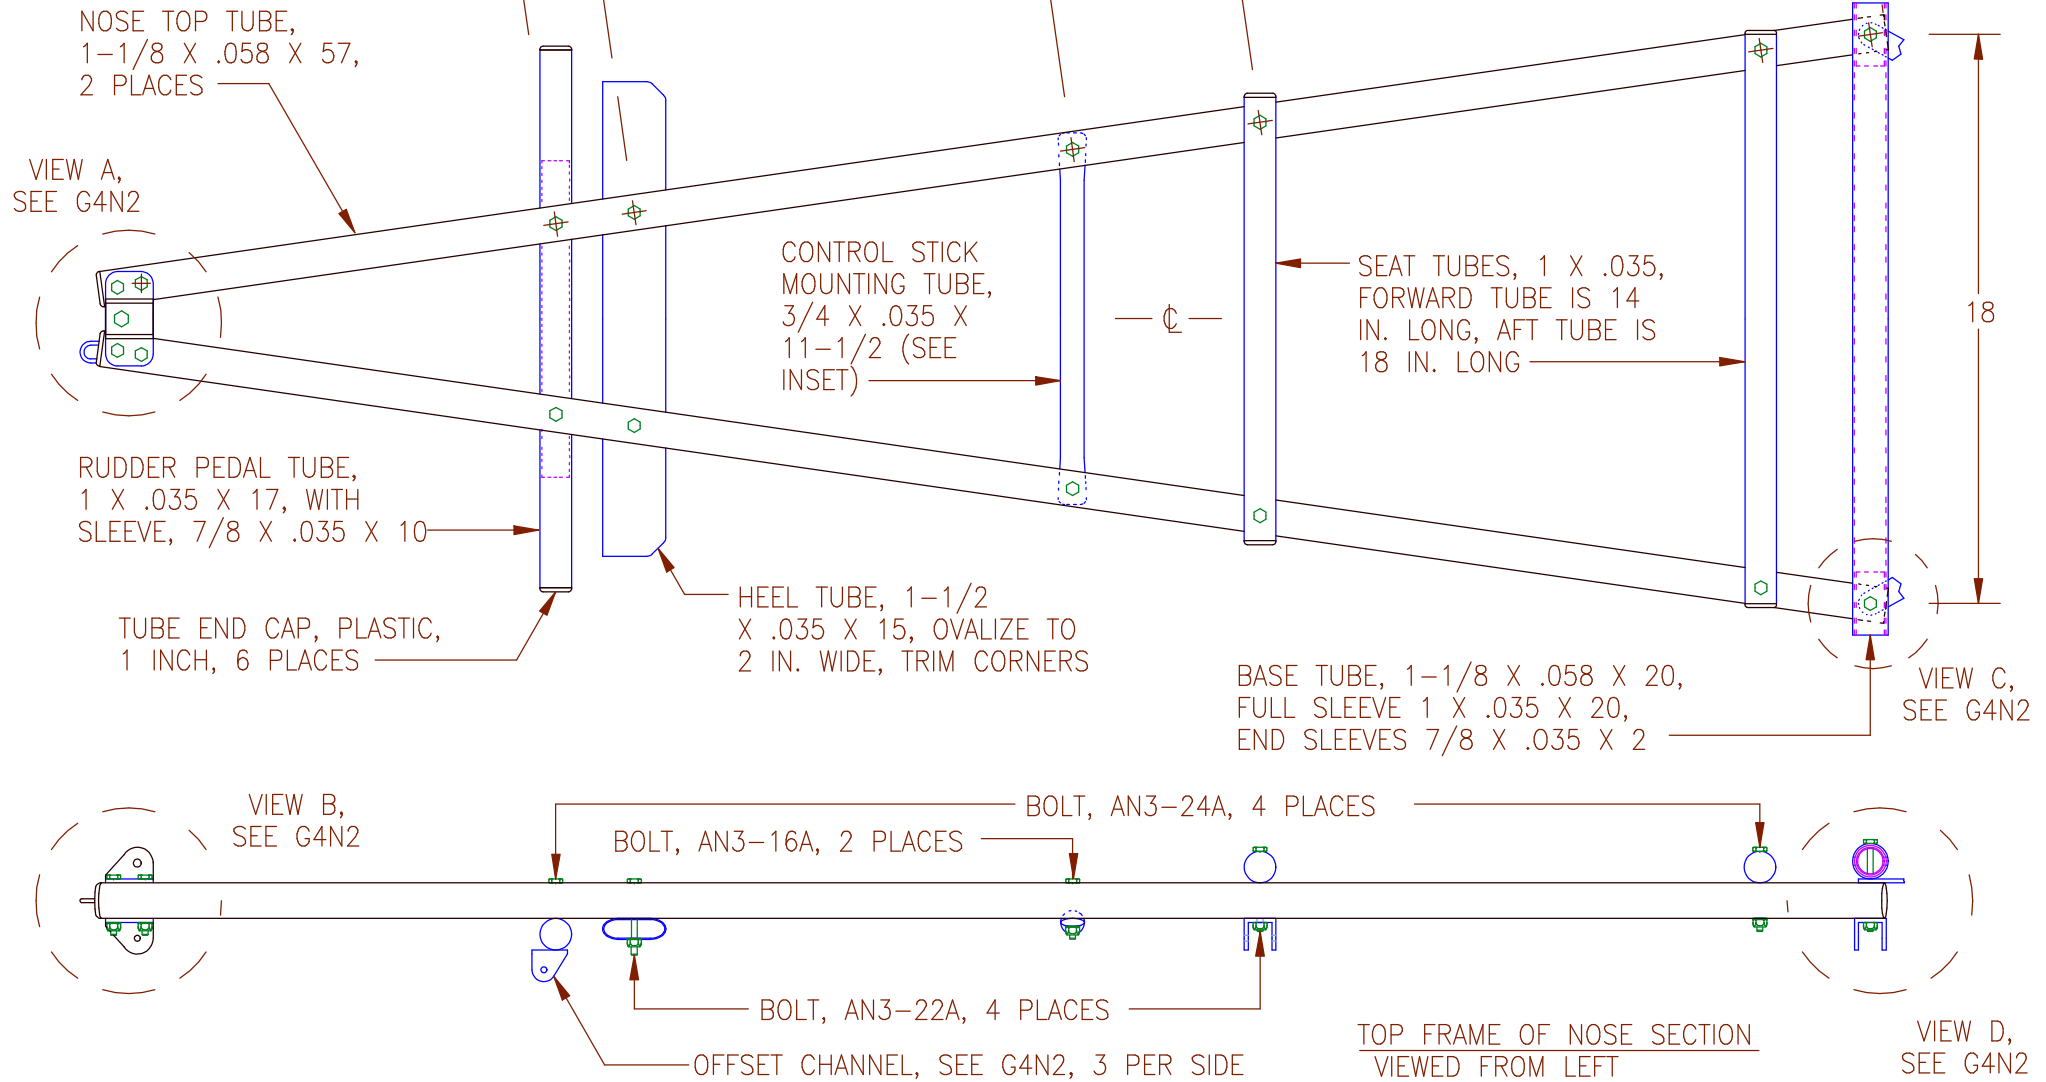 NOSE TOP TUBE,
1-1/8 X .058 X 57,
2 PLACES
VIEW A,
SEE G4N2
CONTROL STICK
MOUNTING TUBE,
3/4 X .035 X
11-1/2 (SEE
INSET)
℄
SEAT TUBES, 1 X .035,
FORWARD TUBE IS 14
IN. LONG, AFT TUBE IS
18 IN. LONG
18
RUDDER PEDAL TUBE,
1 X .035 X 17, WITH
SLEEVE, 7/8 X .035 X 10
TUBE END CAP, PLASTIC,
1 INCH, 6 PLACES
HEEL TUBE, 1-1/2
X .035 X 15, OVALIZE TO
2 IN. WIDE, TRIM CORNERS
BASE TUBE, 1-1/8 X .058 X 20,
FULL SLEEVE 1 X .035 X 20,
END SLEEVES 7/8 X .035 X 2
VIEW C,
SEE G4N2
VIEW B,
SEE G4N2
BOLT, AN3-24A, 4 PLACES
BOLT, AN3-16A, 2 PLACES
BOLT, AN3-22A, 4 PLACES
OFFSET CHANNEL, SEE G4N2, 3 PER SIDE
TOP FRAME OF NOSE SECTION
VIEWED FROM LEFT
VIEW D,
SEE G4N2